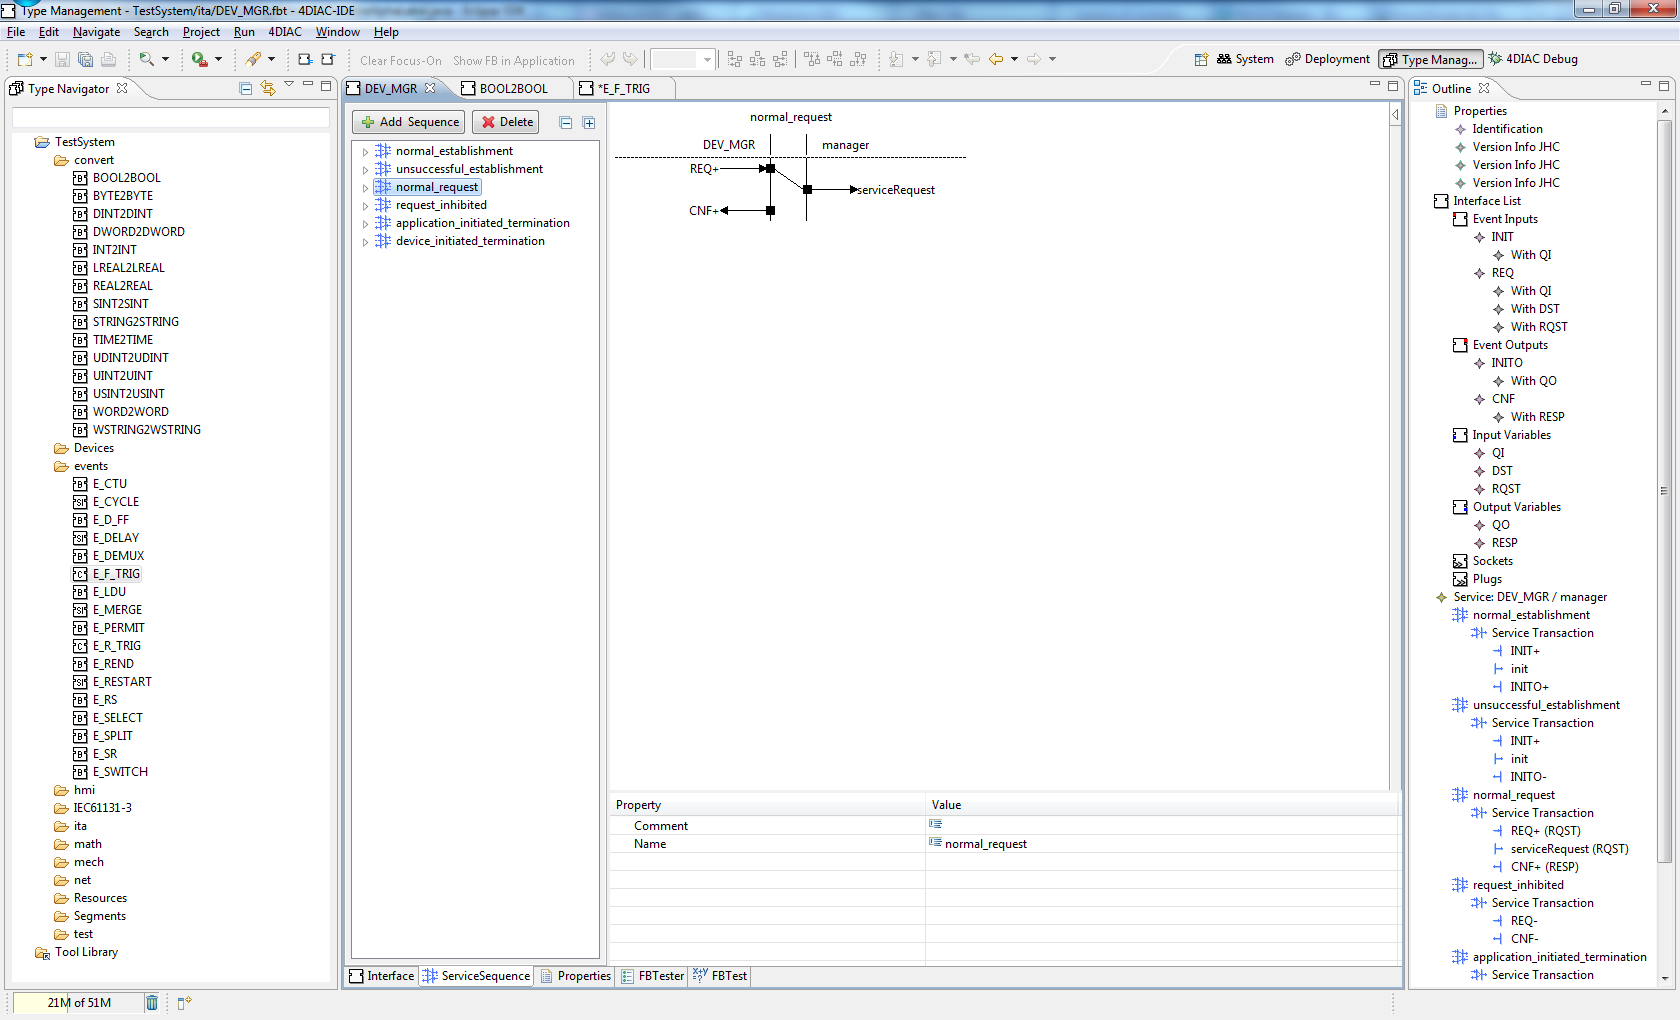 Type Management - TestSystem/ita/DEV_MGR.fbt - 4DIAC-IDE
File Edit Navigate Search Project Run 4DIAC Window Help
Clear Focus-On Show FB in Application
System Deployment Type Manag... 4DIAC Debug
Type Navigator
TestSystem
convert
BOOL2BOOL
BYTE2BYTE
DINT2DINT
DWORD2DWORD
INT2INT
LREAL2LREAL
REAL2REAL
SINT2SINT
STRING2STRING
TIME2TIME
UDINT2UDINT
UINT2UINT
USINT2USINT
WORD2WORD
WSTRING2WSTRING
Devices
events
E_CTU
E_CYCLE
E_D_FF
E_DELAY
E_DEMUX
E_F_TRIG
E_LDU
E_MERGE
E_PERMIT
E_R_TRIG
E_REND
E_RESTART
E_RS
E_SELECT
E_SPLIT
E_SR
E_SWITCH
hmi
IEC61131-3
ita
math
mech
net
Resources
Segments
test
Tool Library
DEV_MGR BOOL2BOOL *E_F_TRIG
Add Sequence Delete
normal_establishment
unsuccessful_establishment
normal_request
request_inhibited
application_initiated_termination
device_initiated_termination
normal_request
DEV_MGR manager
REQ+
serviceRequest
CNF+
Property Value
Comment
Name normal_request
Interface ServiceSequence Properties FBTester FBTest
Outline
Properties
Identification
Version Info JHC
Version Info JHC
Version Info JHC
Interface List
Event Inputs
INIT
With QI
REQ
With QI
With DST
With RQST
Event Outputs
INITO
With QO
CNF
With RESP
Input Variables
QI
DST
RQST
Output Variables
QO
RESP
Sockets
Plugs
Service: DEV_MGR / manager
normal_establishment
Service Transaction
INIT+
init
INITO+
unsuccessful_establishment
Service Transaction
INIT+
init
INITO-
normal_request
Service Transaction
REQ+ (RQST)
serviceRequest (RQST)
CNF+ (RESP)
request_inhibited
Service Transaction
REQ-
CNF-
application_initiated_termination
Service Transaction
21M of 51M